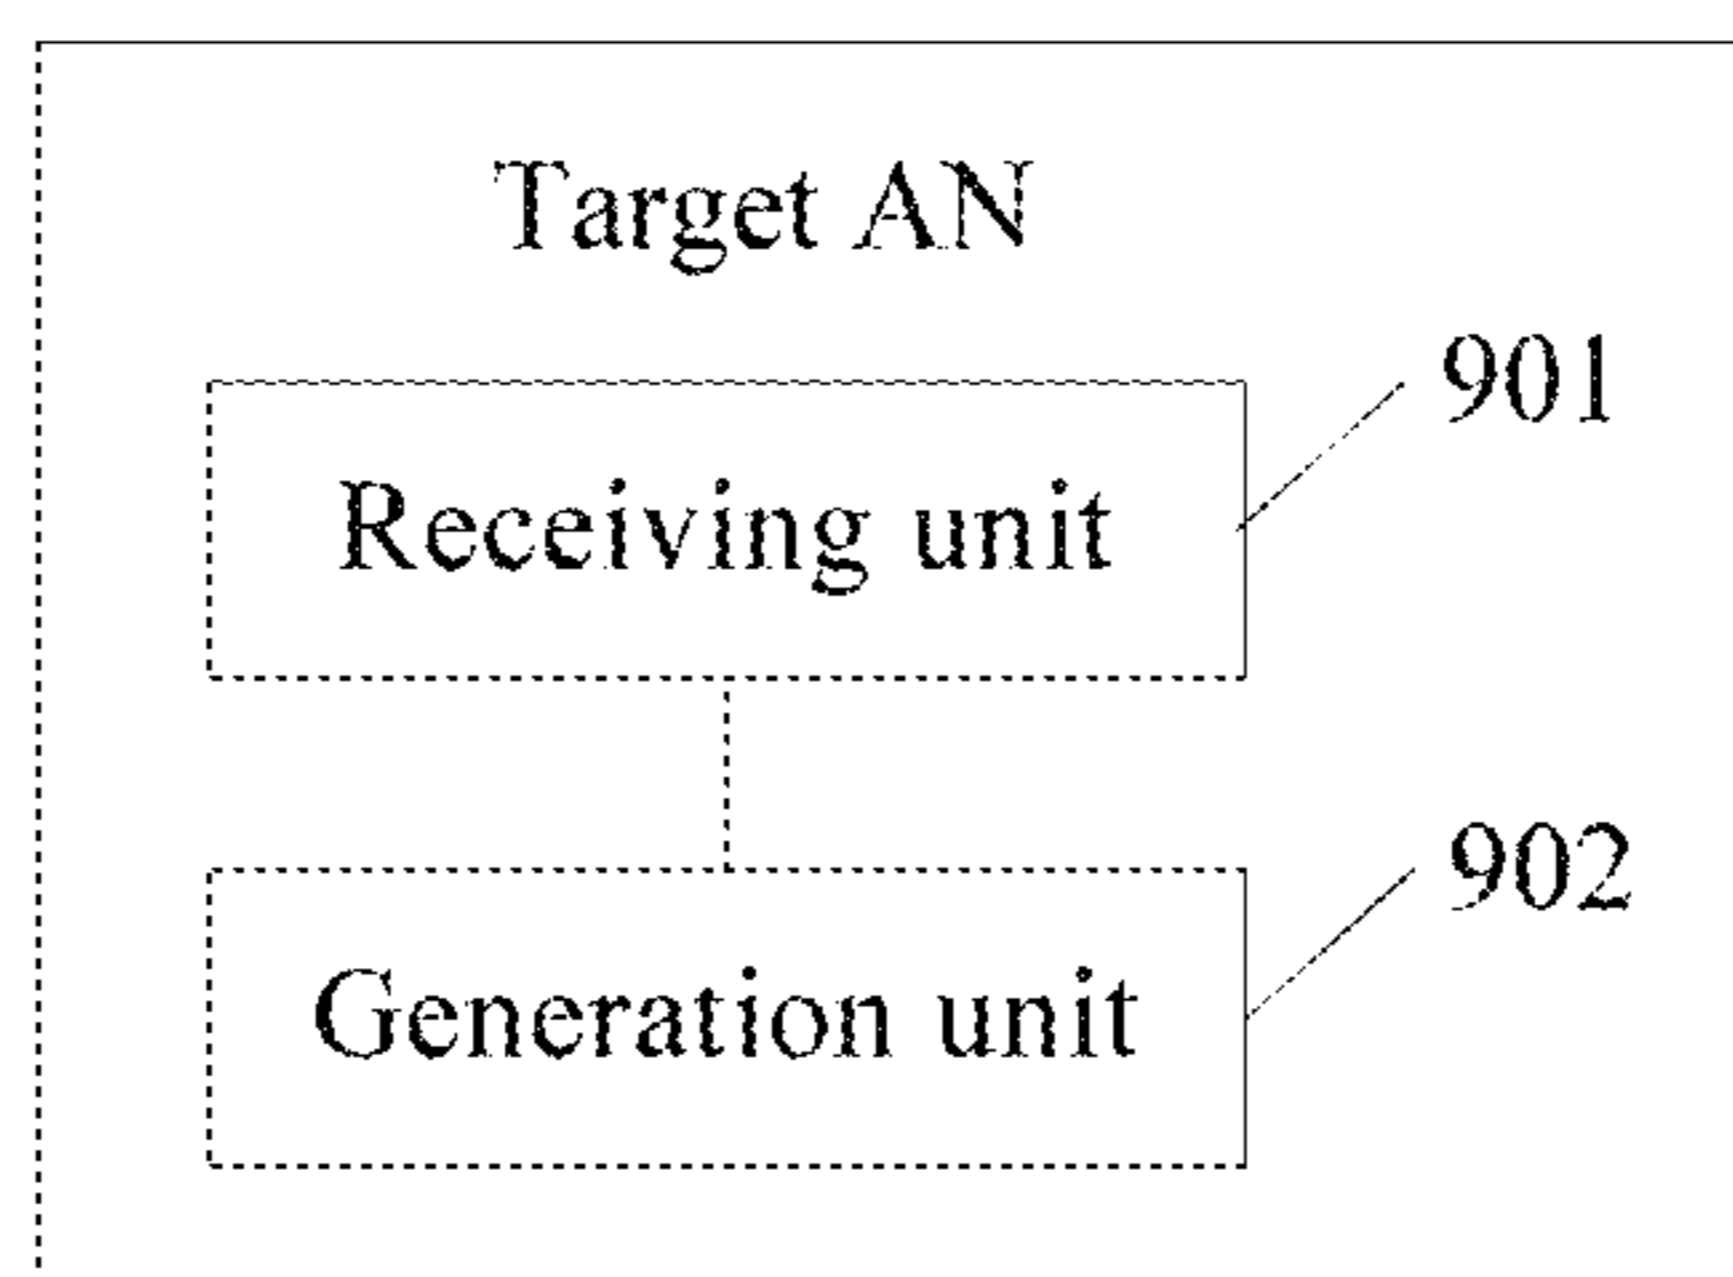 Target AN
901
Receiving unit
902
Generation unit